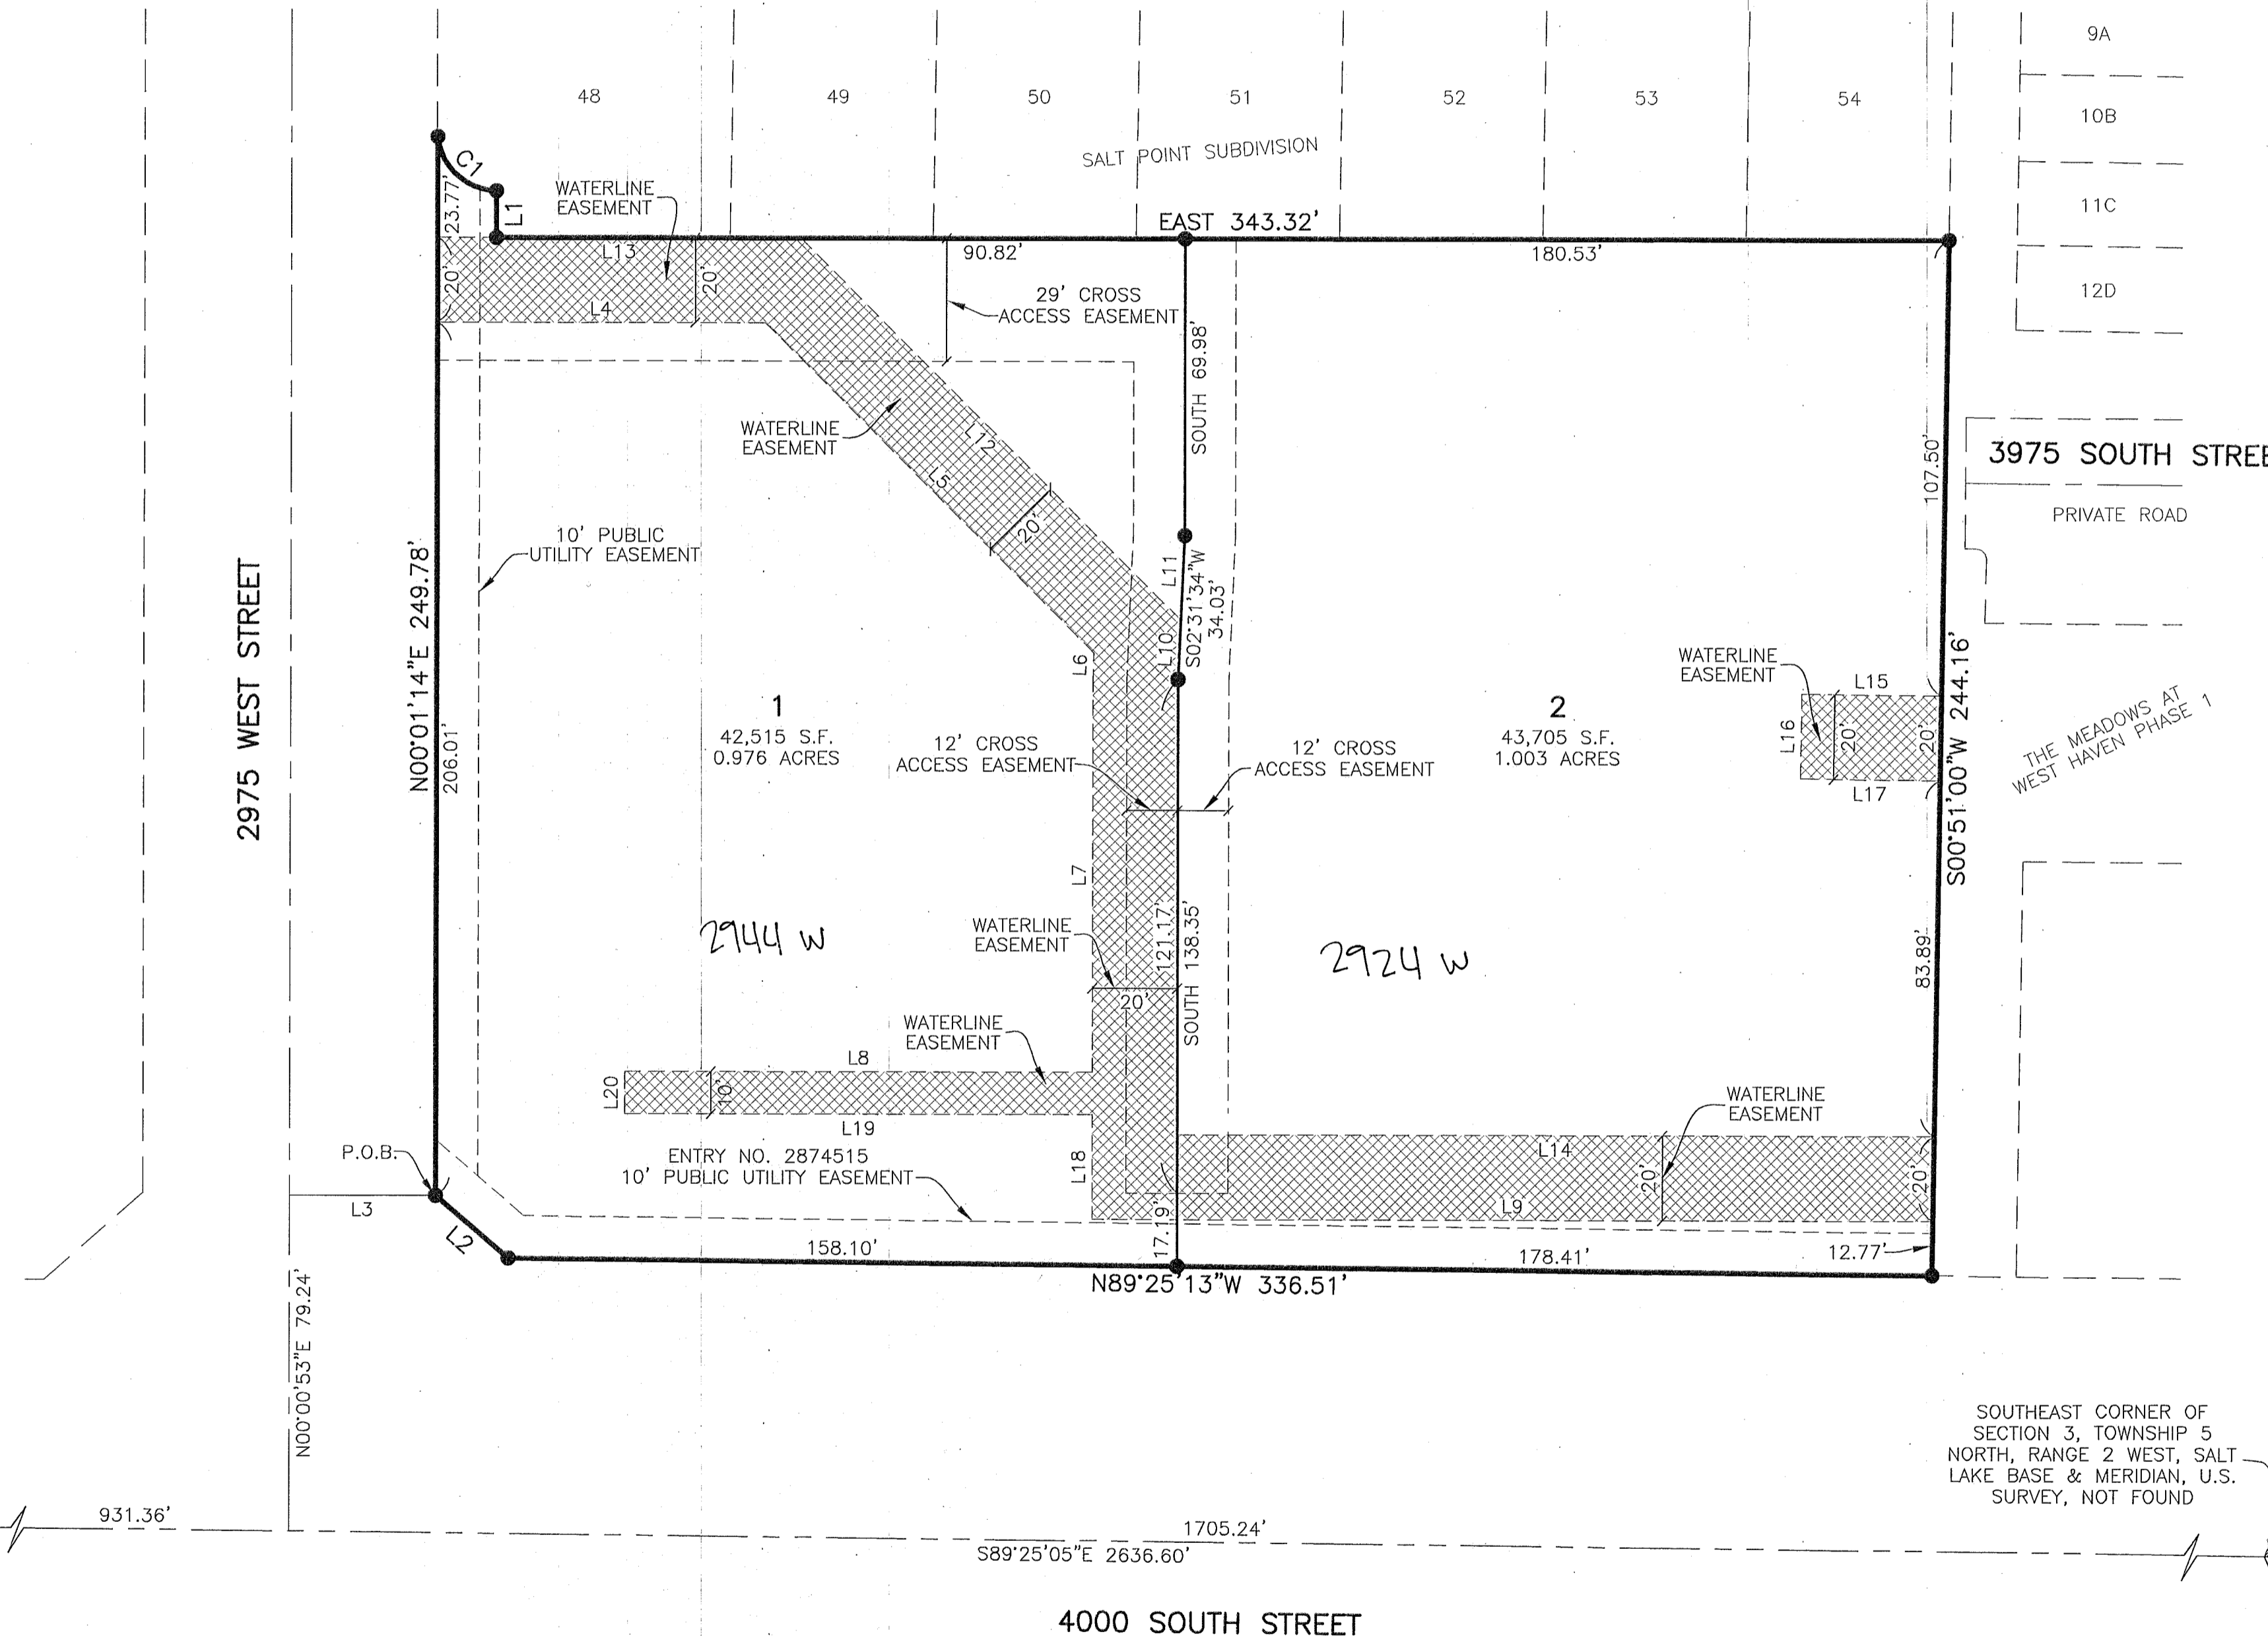 9A
48
49
50
51
52
53
54
10B
SALT POINT SUBDIVISION
C1
23.77'
L1
WATERLINE
EASEMENT
11C
EAST 343.32'
L13
90.82'
180.53'
20'
20'
L4
29' CROSS
ACCESS EASEMENT
12D
SOUTH 69.98'
WATERLINE
EASEMENT
L12
L5
20'
107.50'
3975 SOUTH STREE
PRIVATE ROAD
10' PUBLIC
UTILITY EASEMENT
2975 WEST STREET
N00°01'14"E 249.78'
206.01'
L11
S02°31'34"W
34.03'
L10
L6
WATERLINE
EASEMENT
L15
L16
20'
20'
L17
S00°51'00"W 244.16'
THE MEADOWS AT
WEST HAVEN PHASE 1
1
42,515 S.F.
0.976 ACRES
2
43,705 S.F.
1.003 ACRES
12' CROSS
ACCESS EASEMENT
12' CROSS
ACCESS EASEMENT
L7
2944 W
WATERLINE
EASEMENT
121.17'
SOUTH 138.35'
2924 W
83.89'
20'
WATERLINE
EASEMENT
L8
L20
10'
L19
WATERLINE
EASEMENT
P.O.B.
ENTRY NO. 2874515
10' PUBLIC UTILITY EASEMENT
L18
L14
20'
20'
L9
L3
L2
17.19'
158.10'
178.41'
12.77'
N89°25'13"W 336.51'
N00°00'53"E 79.24'
SOUTHEAST CORNER OF
SECTION 3, TOWNSHIP 5
NORTH, RANGE 2 WEST, SALT
LAKE BASE & MERIDIAN, U.S.
SURVEY, NOT FOUND
931.36'
1705.24'
S89°25'05"E 2636.60'
4000 SOUTH STREET